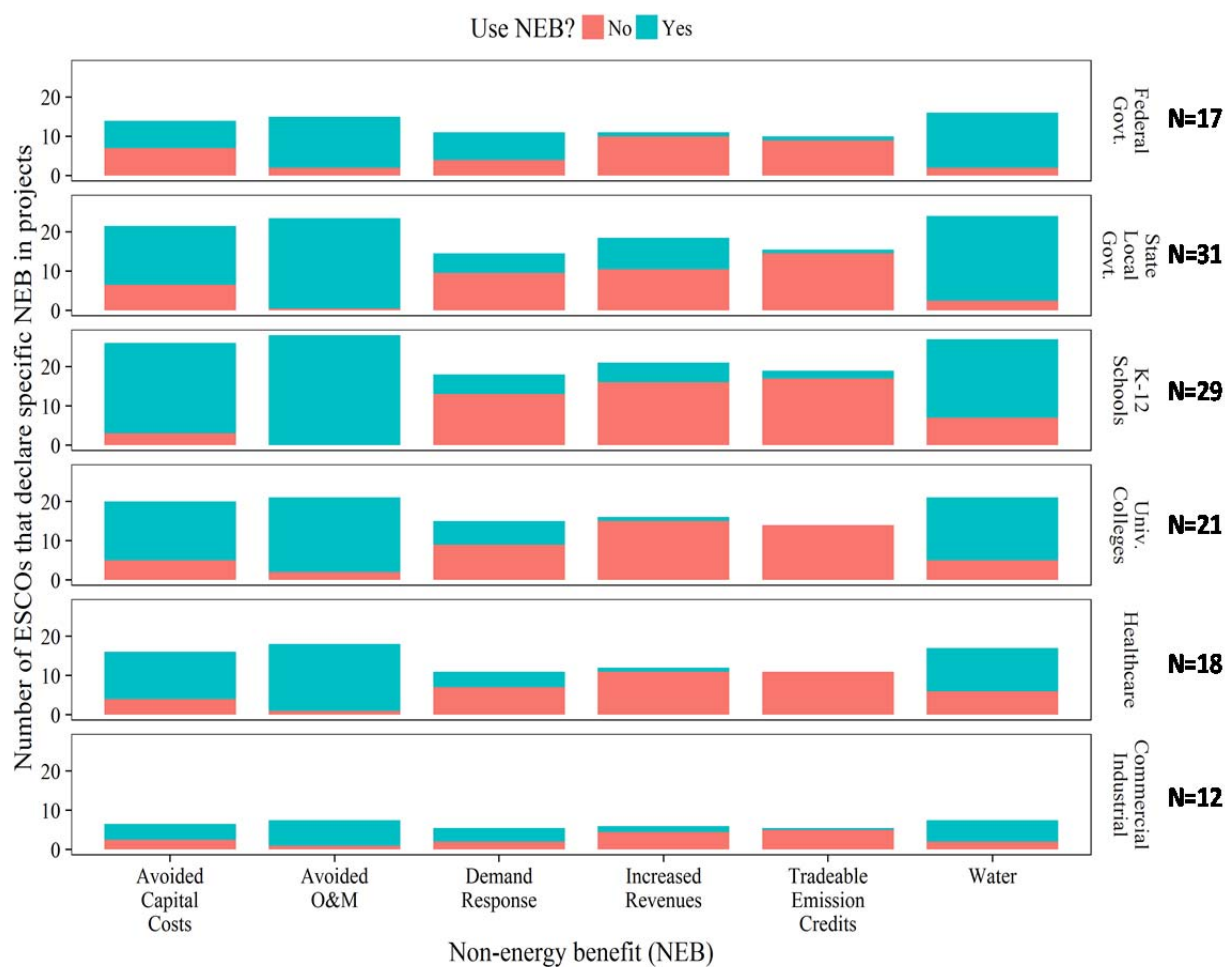 Use NEB? No Yes
Number of ESCOs that declare specific NEB in projects
20
10
0
Federal
Govt.
N=17
20
10
0
State
Local
Govt.
N=31
20
10
0
K-12
Schools
N=29
20
10
0
Univ.
Colleges
N=21
20
10
0
Healthcare
N=18
20
10
0
Commercial
Industrial
N=12
Avoided
Capital
Costs
Avoided
O&M
Demand
Response
Increased
Revenues
Tradeable
Emission
Credits
Water
Non-energy benefit (NEB)